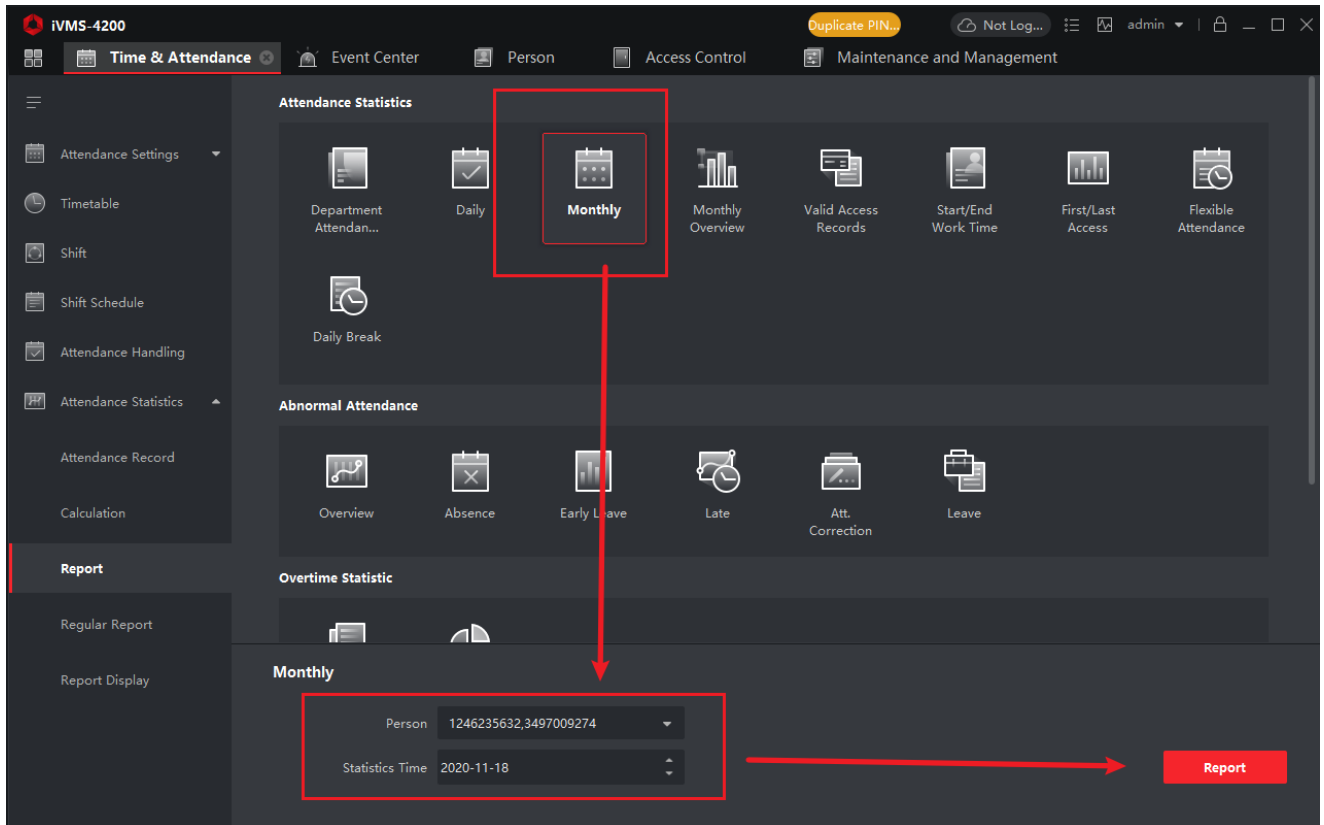 iVMS-4200
Duplicate PIN...
Not Log...
admin
Time & Attendance
Event Center
Person
Access Control
Maintenance and Management
Attendance Settings
Timetable
Shift
Shift Schedule
Attendance Handling
Attendance Statistics
Attendance Record
Calculation
Report
Regular Report
Report Display
Attendance Statistics
Department
Attendan...
Daily
Monthly
Monthly
Overview
Valid Access
Records
Start/End
Work Time
First/Last
Access
Flexible
Attendance
Daily Break
Abnormal Attendance
Overview
Absence
Early Leave
Late
Att.
Correction
Leave
Overtime Statistic
Monthly
Person
1246235632,3497009274
Statistics Time
2020-11-18
Report